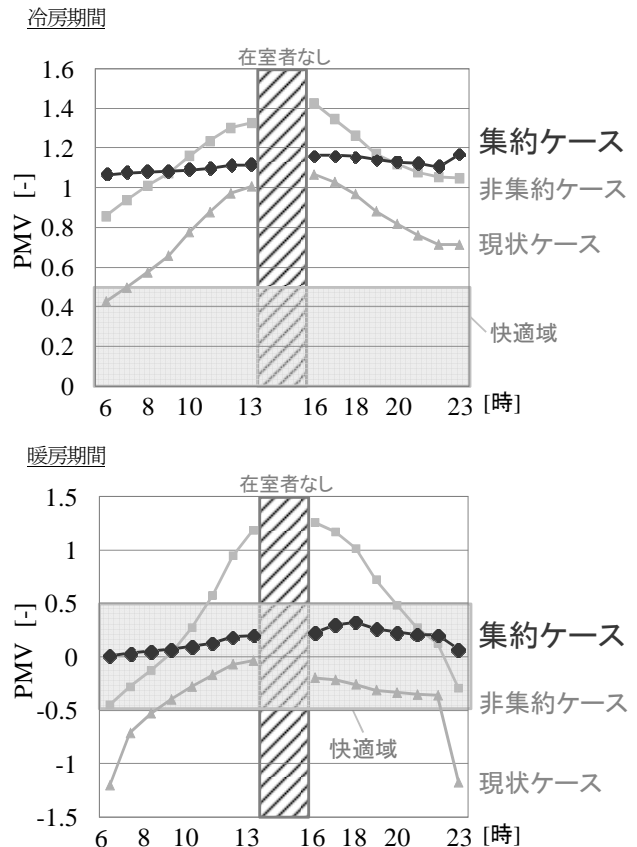 冷房期間
在室者なし
1.6
1.4
1.2
1
0.8
0.6
0.4
0.2
0
PMV [-]
集約ケース
非集約ケース
現状ケース
快適域
6 8 10 13 16 18 20 23 [時]
暖房期間
在室者なし
1.5
1
0.5
0
-0.5
-1
-1.5
PMV [-]
集約ケース
非集約ケース
快適域
現状ケース
6 8 10 13 16 18 20 23 [時]